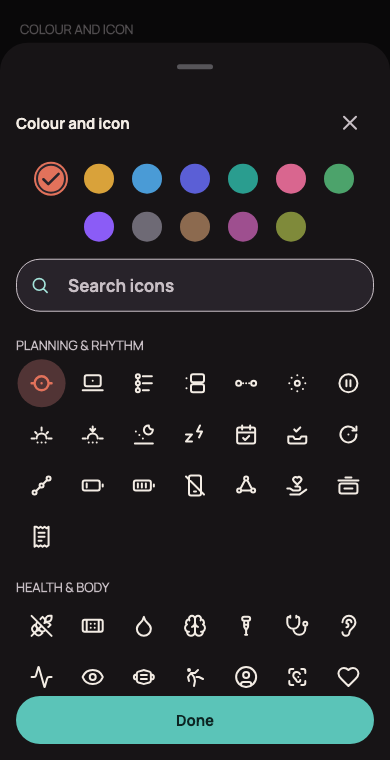 COLOUR AND ICON
Colour and icon
Search icons
PLANNING & RHYTHM
HEALTH & BODY
Done